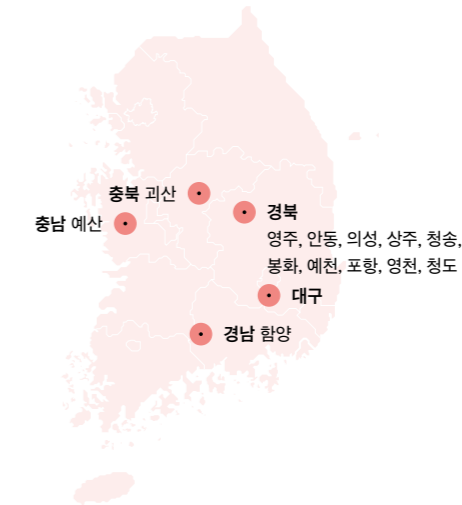 충북 괴산
충남 예산
경북
영주, 안동, 의성, 상주, 청송,
봉화, 예천, 포항, 영천, 청도
대구
경남 함양